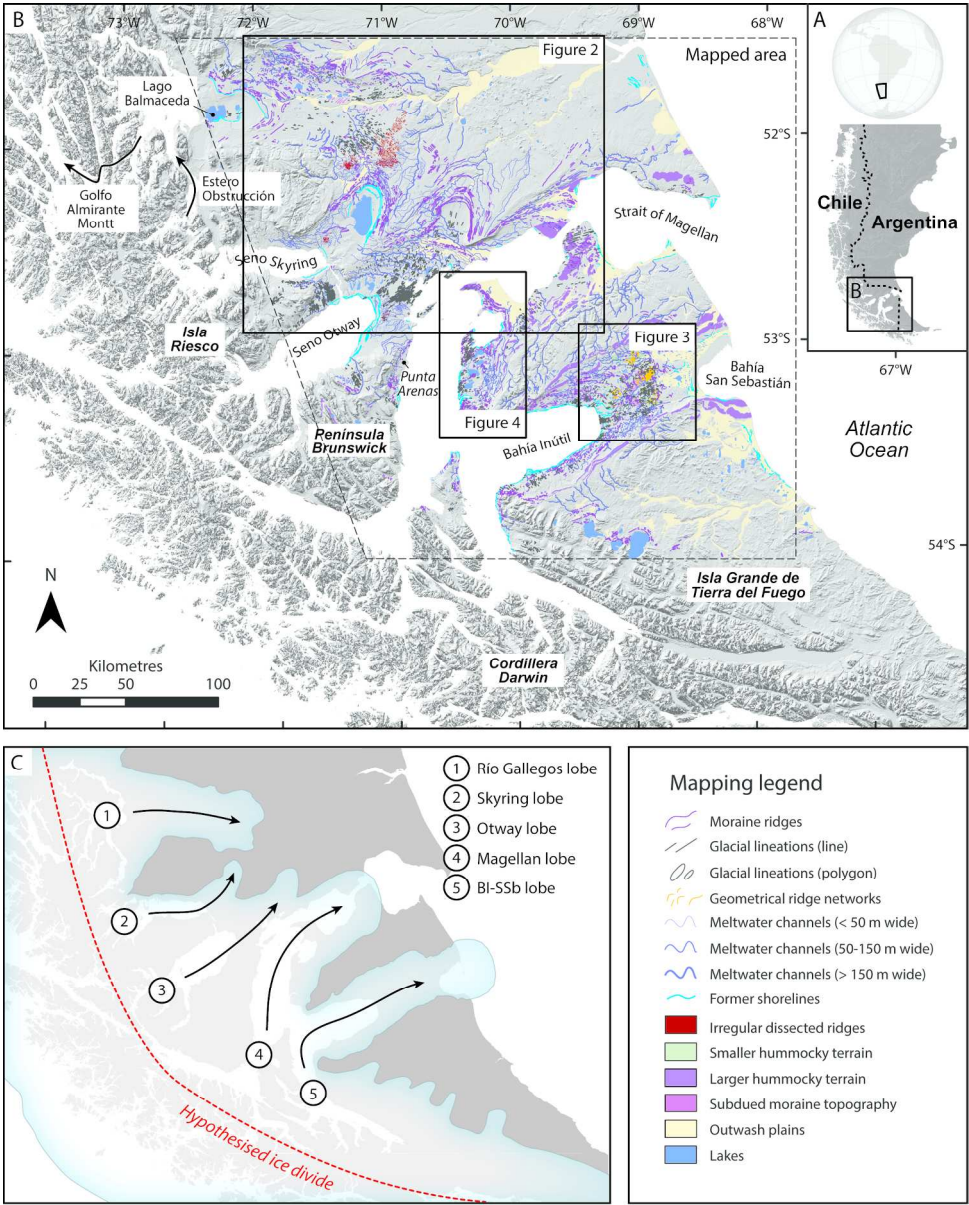 B
73°W
72°W
71°W
70°W
69°W
68°W
Figure 2
Mapped area
Lago
Balmaceda
52°S
Golfo
Almirante
Montt
Estero
Obstrucción
Strait of Magellan
Seno Skyring
Isla
Riesco
Seno Otway
Punta
Arenas
Figure 3
53°S
Bahía
San Sebastián
Figure 4
Península
Brunswick
Bahía Inútil
Atlantic
Ocean
54°S
N
Isla Grande de
Tierra del Fuego
Kilometres
0 25 50 100
Cordillera
Darwin
A
Chile
Argentina
B
67°W
C
1 Río Gallegos lobe
2 Skyring lobe
3 Otway lobe
4 Magellan lobe
5 BI-SSb lobe
1
2
3
4
5
Hypothesised ice divide
Mapping legend
Moraine ridges
Glacial lineations (line)
Glacial lineations (polygon)
Geometrical ridge networks
Meltwater channels (< 50 m wide)
Meltwater channels (50-150 m wide)
Meltwater channels (> 150 m wide)
Former shorelines
Irregular dissected ridges
Smaller hummocky terrain
Larger hummocky terrain
Subdued moraine topography
Outwash plains
Lakes